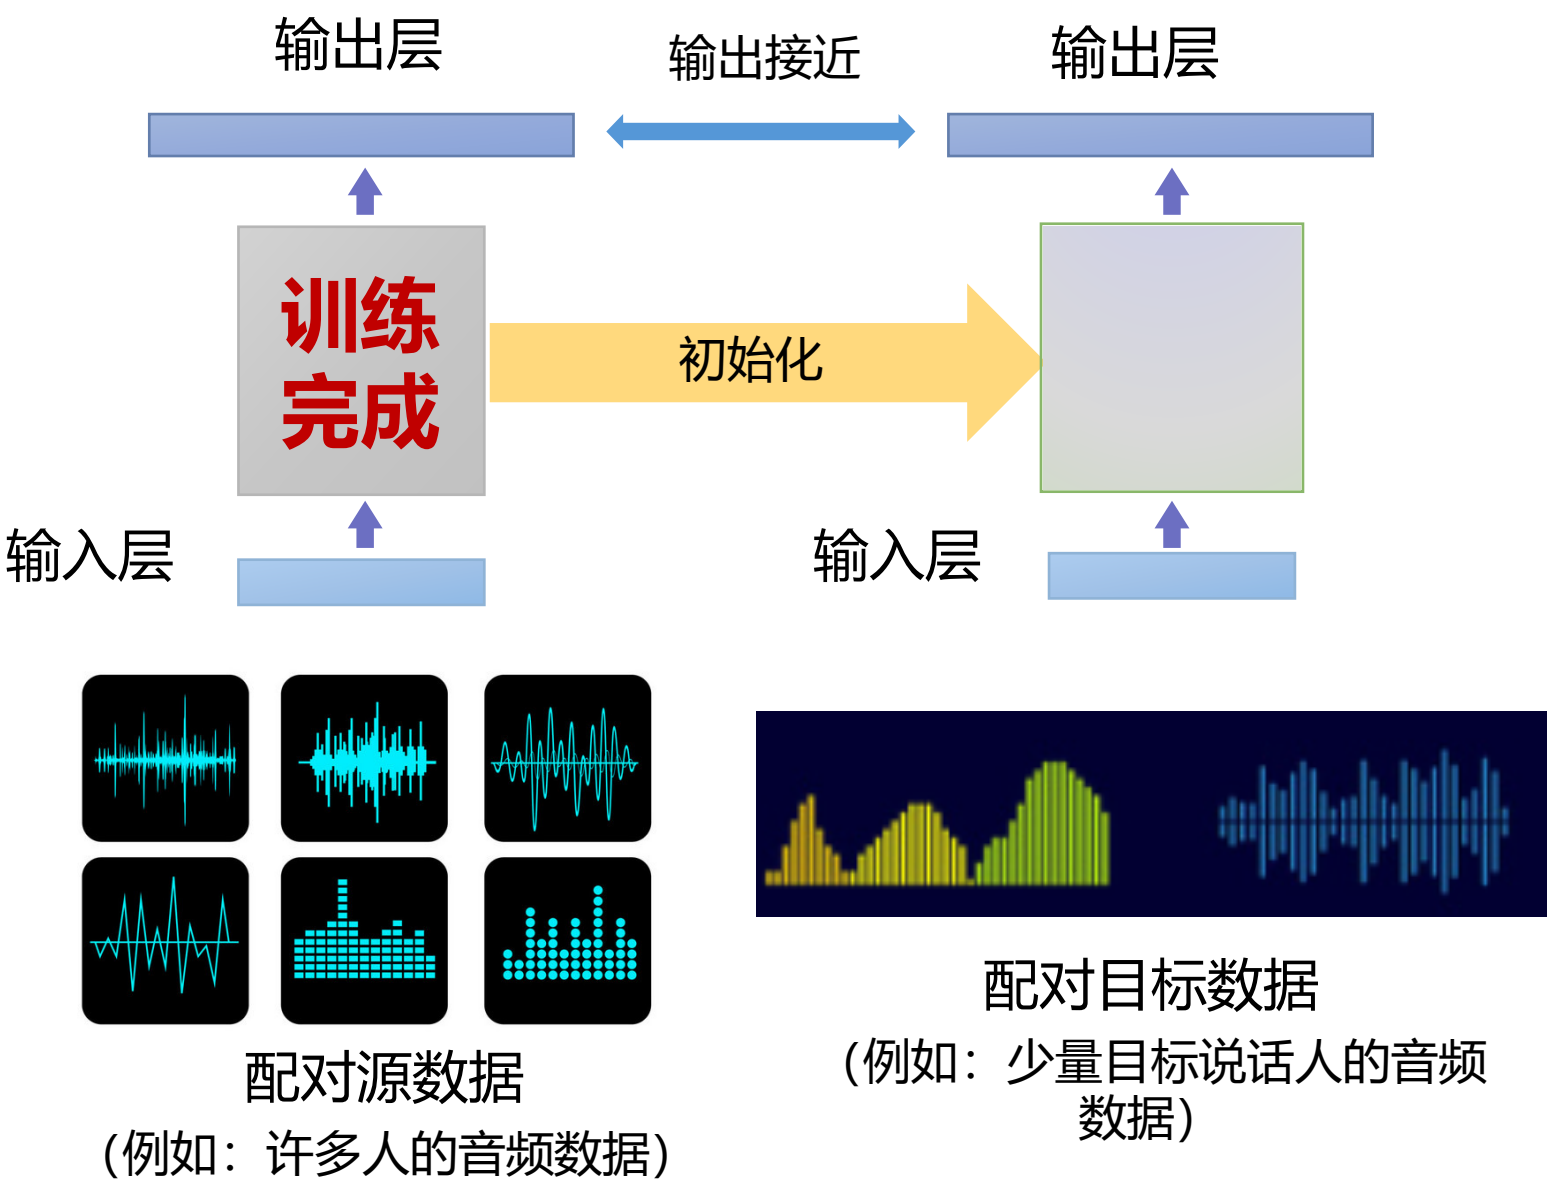 输出层
输出接近
输出层
训练
完成
初始化
输入层
输入层
配对源数据
（例如：许多人的音频数据）
配对目标数据
（例如：少量目标说话人的音频
数据）